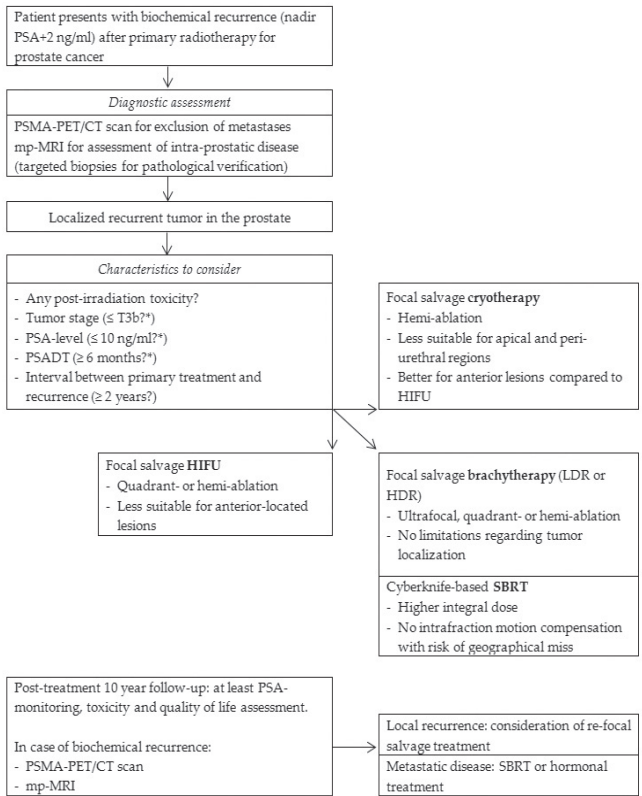 Patient presents with biochemical recurrence (nadir
PSA+2 ng/ml) after primary radiotherapy for
prostate cancer
Diagnostic assessment
PSMA-PET/CT scan for exclusion of metastases
mp-MRI for assessment of intra-prostatic disease
(targeted biopsies for pathological verification)
Localized recurrent tumor in the prostate
Characteristics to consider
- Any post-irradiation toxicity?
- Tumor stage (≤ T3b?*)
- PSA-level (≤ 10 ng/ml?*)
- PSADT (≥ 6 months?*)
- Interval between primary treatment and
recurrence (≥ 2 years?)
Focal salvage cryotherapy
- Hemi-ablation
- Less suitable for apical and peri-
urethral regions
- Better for anterior lesions compared to
HIFU
Focal salvage HIFU
- Quadrant- or hemi-ablation
- Less suitable for anterior-located
lesions
Focal salvage brachytherapy (LDR or
HDR)
- Ultrafocal, quadrant- or hemi-ablation
- No limitations regarding tumor
localization
Cyberknife-based SBRT
- Higher integral dose
- No intrafraction motion compensation
with risk of geographical miss
Post-treatment 10 year follow-up: at least PSA-
monitoring, toxicity and quality of life assessment.
In case of biochemical recurrence:
- PSMA-PET/CT scan
- mp-MRI
Local recurrence: consideration of re-focal
salvage treatment
Metastatic disease: SBRT or hormonal
treatment